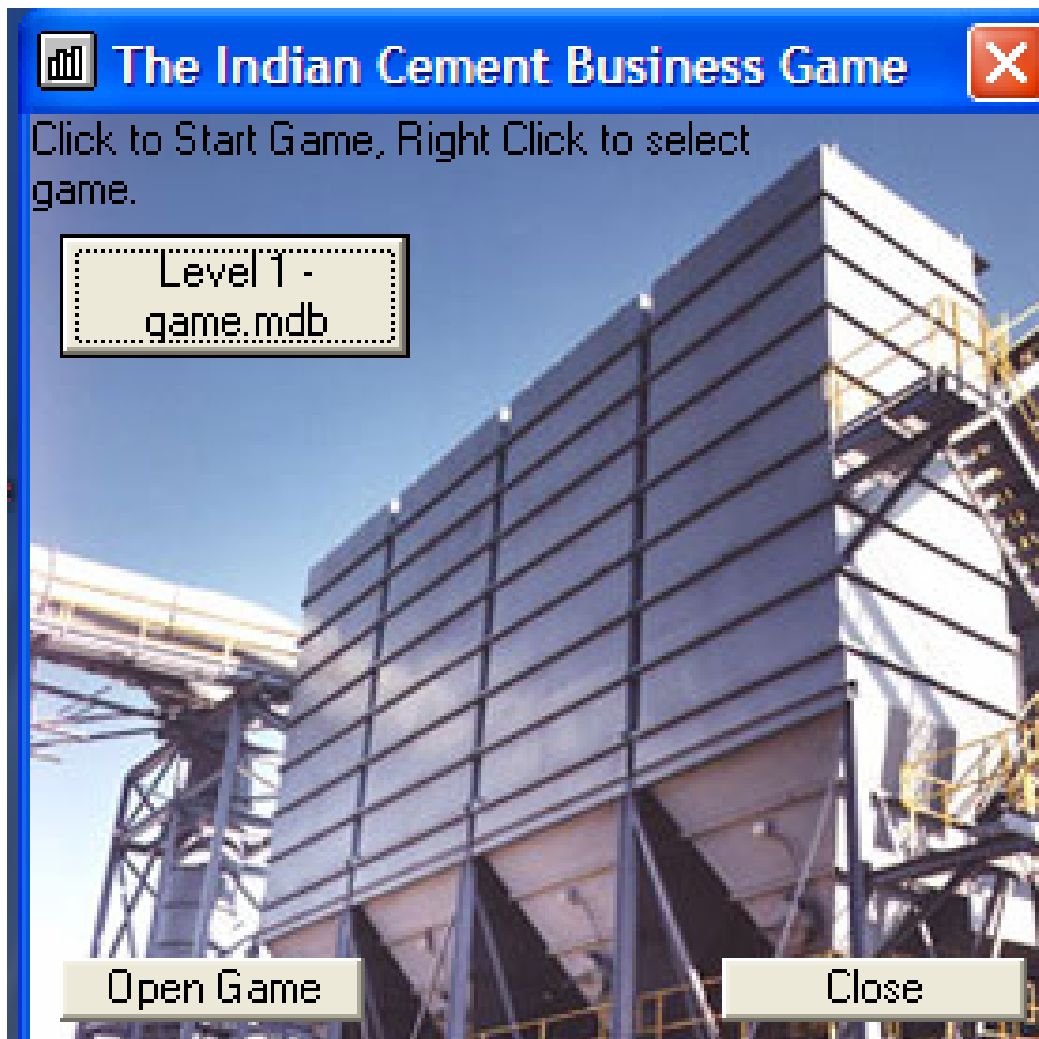 The Indian Cement Business Game
Click to Start Game, Right Click to select
game.
Level 1 -
game.mdb
Open Game
Close